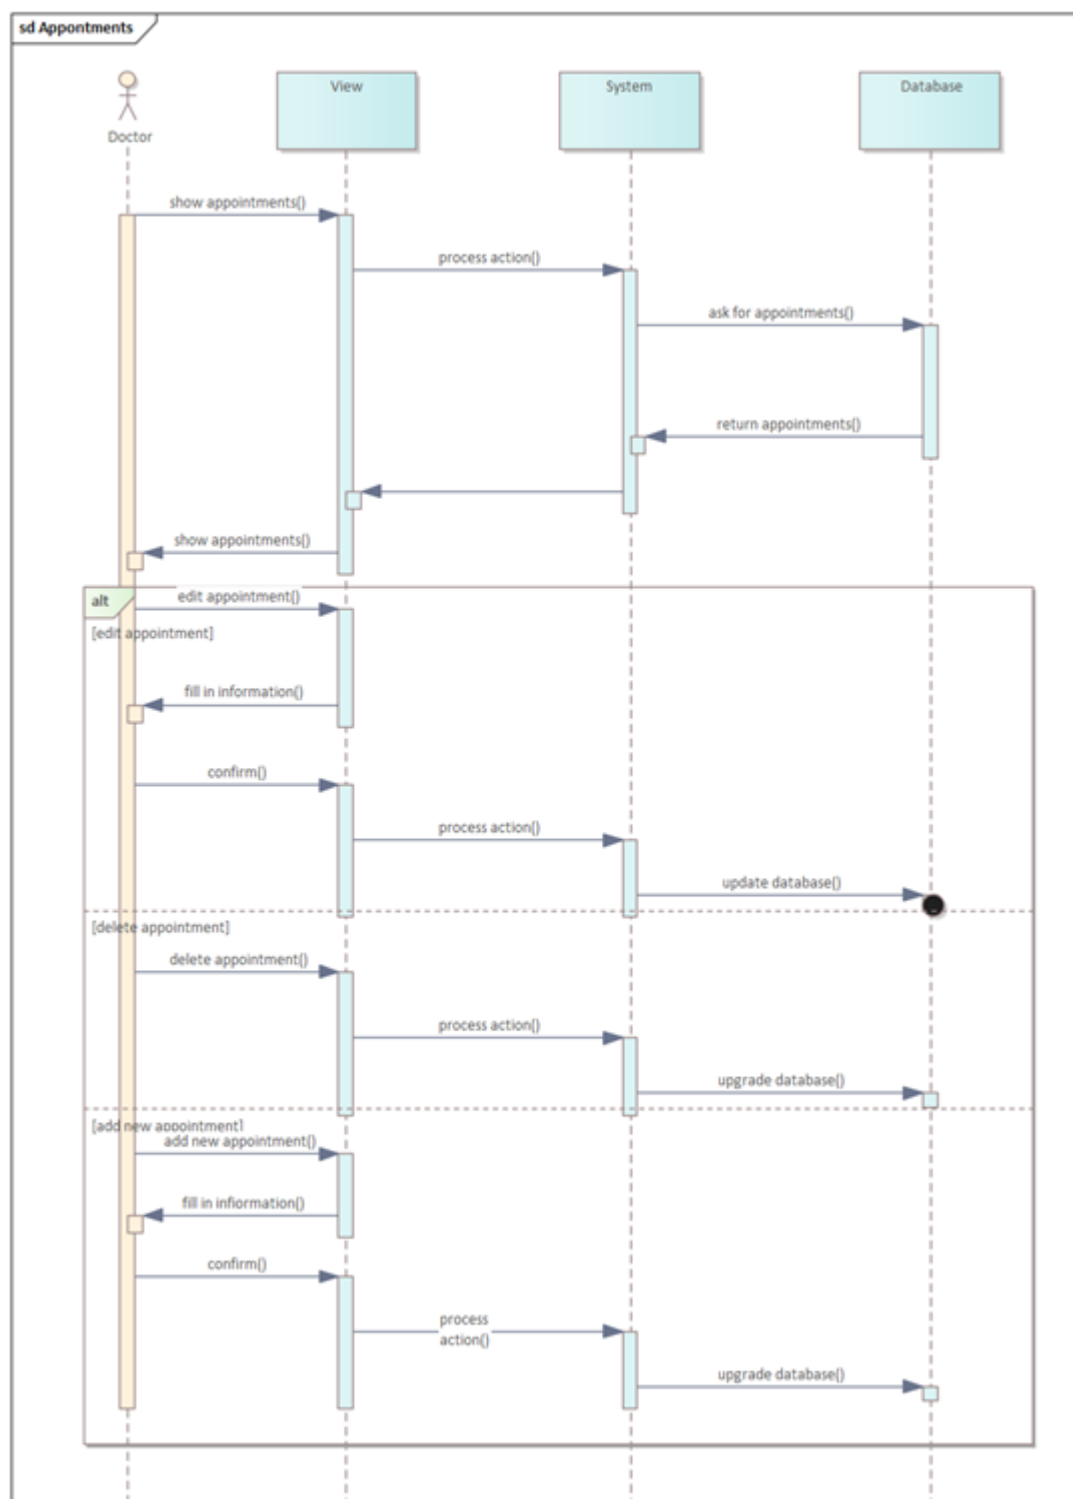 sd Appontments
Doctor
View
System
Database
show appointments()
process action()
ask for appointments()
return appointments()
show appointments()
alt
edit appointment()
[edit appointment]
fill in information()
confirm()
process action()
update database()
[delete appointment]
delete appointment()
process action()
upgrade database()
[add new appointment]
add new appointment()
fill in infiormation()
confirm()
process
action()
upgrade database()